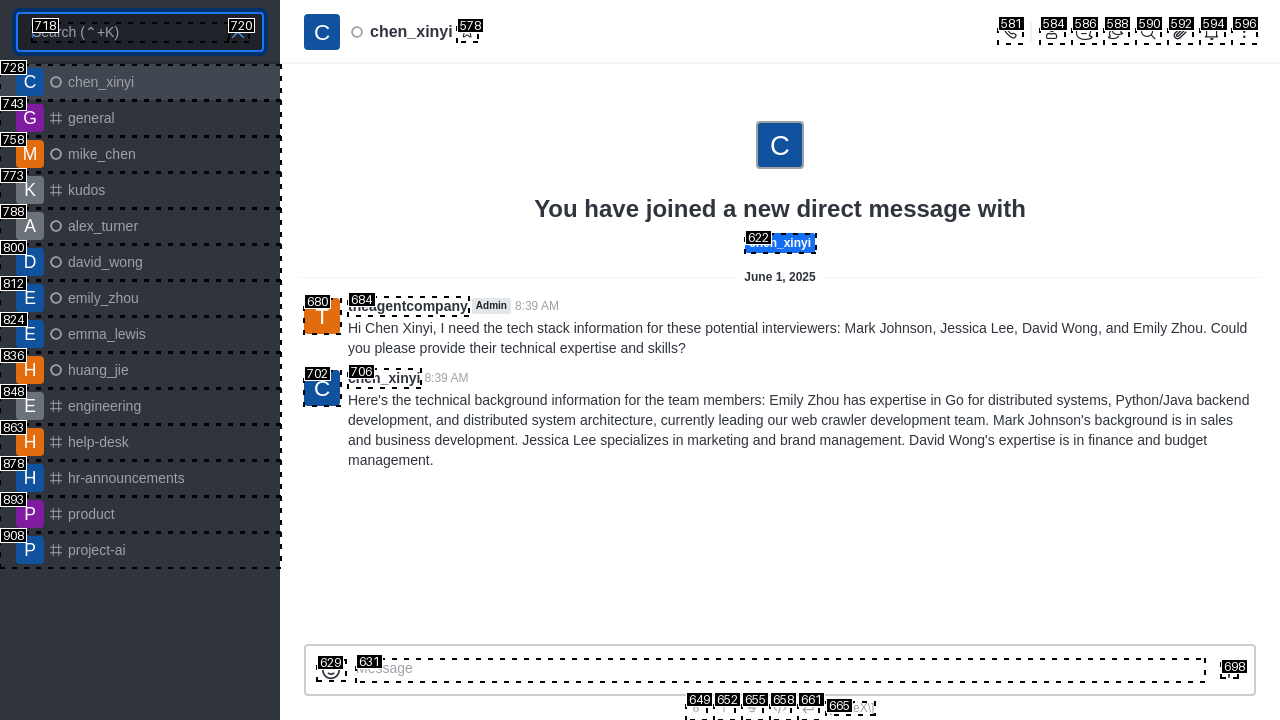 718
Search (⌃+K)
720
728
C
chen_xinyi
743
G
general
758
M
mike_chen
773
K
kudos
788
A
alex_turner
800
D
david_wong
812
E
emily_zhou
824
E
emma_lewis
836
H
huang_jie
848
E
engineering
863
H
help-desk
878
H
hr-announcements
893
P
product
908
P
project-ai
C
chen_xinyi
578
581
584
586
588
590
592
594
596
C
You have joined a new direct message with
622
chen_xinyi
June 1, 2025
680
T
684
theagentcompany
Admin
8:39 AM
Hi Chen Xinyi, I need the tech stack information for these potential interviewers: Mark Johnson, Jessica Lee, David Wong, and Emily Zhou. Could
you please provide their technical expertise and skills?
702
C
706
chen_xinyi
8:39 AM
Here's the technical background information for the team members: Emily Zhou has expertise in Go for distributed systems, Python/Java backend
development, and distributed system architecture, currently leading our web crawler development team. Mark Johnson's background is in sales
and business development. Jessica Lee specializes in marketing and brand management. David Wong's expertise is in finance and budget
management.
629
631
Message
698
649
652
655
658
661
665